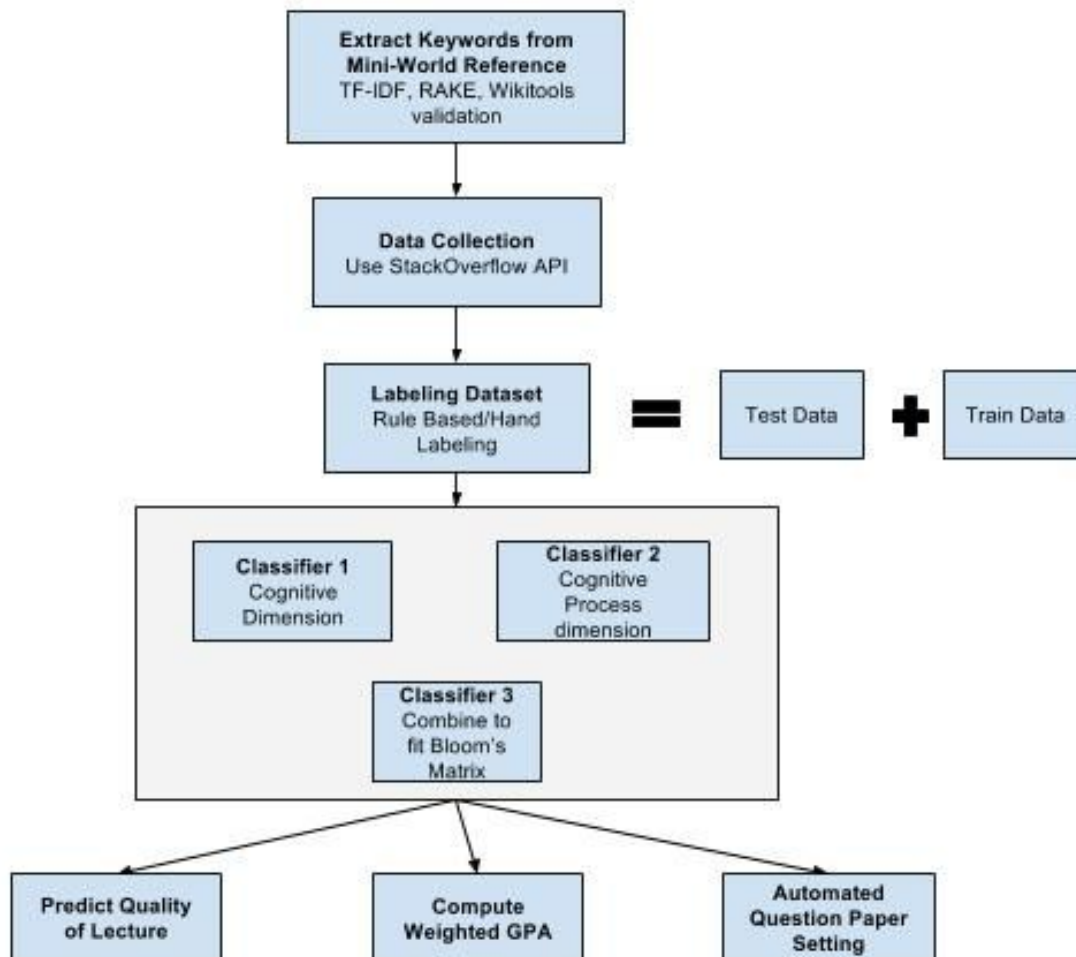 Extract Keywords from
Mini-World Reference
TF-IDF, RAKE, Wikitools
validation
Data Collection
Use StackOverflow API
Labeling Dataset
Rule Based/Hand
Labeling
Test Data
Train Data
Classifier 1
Cognitive
Dimension
Classifier 2
Cognitive
Process
dimension
Classifier 3
Combine to
fit Bloom's
Matrix
Predict Quality
of Lecture
Compute
Weighted GPA
Automated
Question Paper
Setting